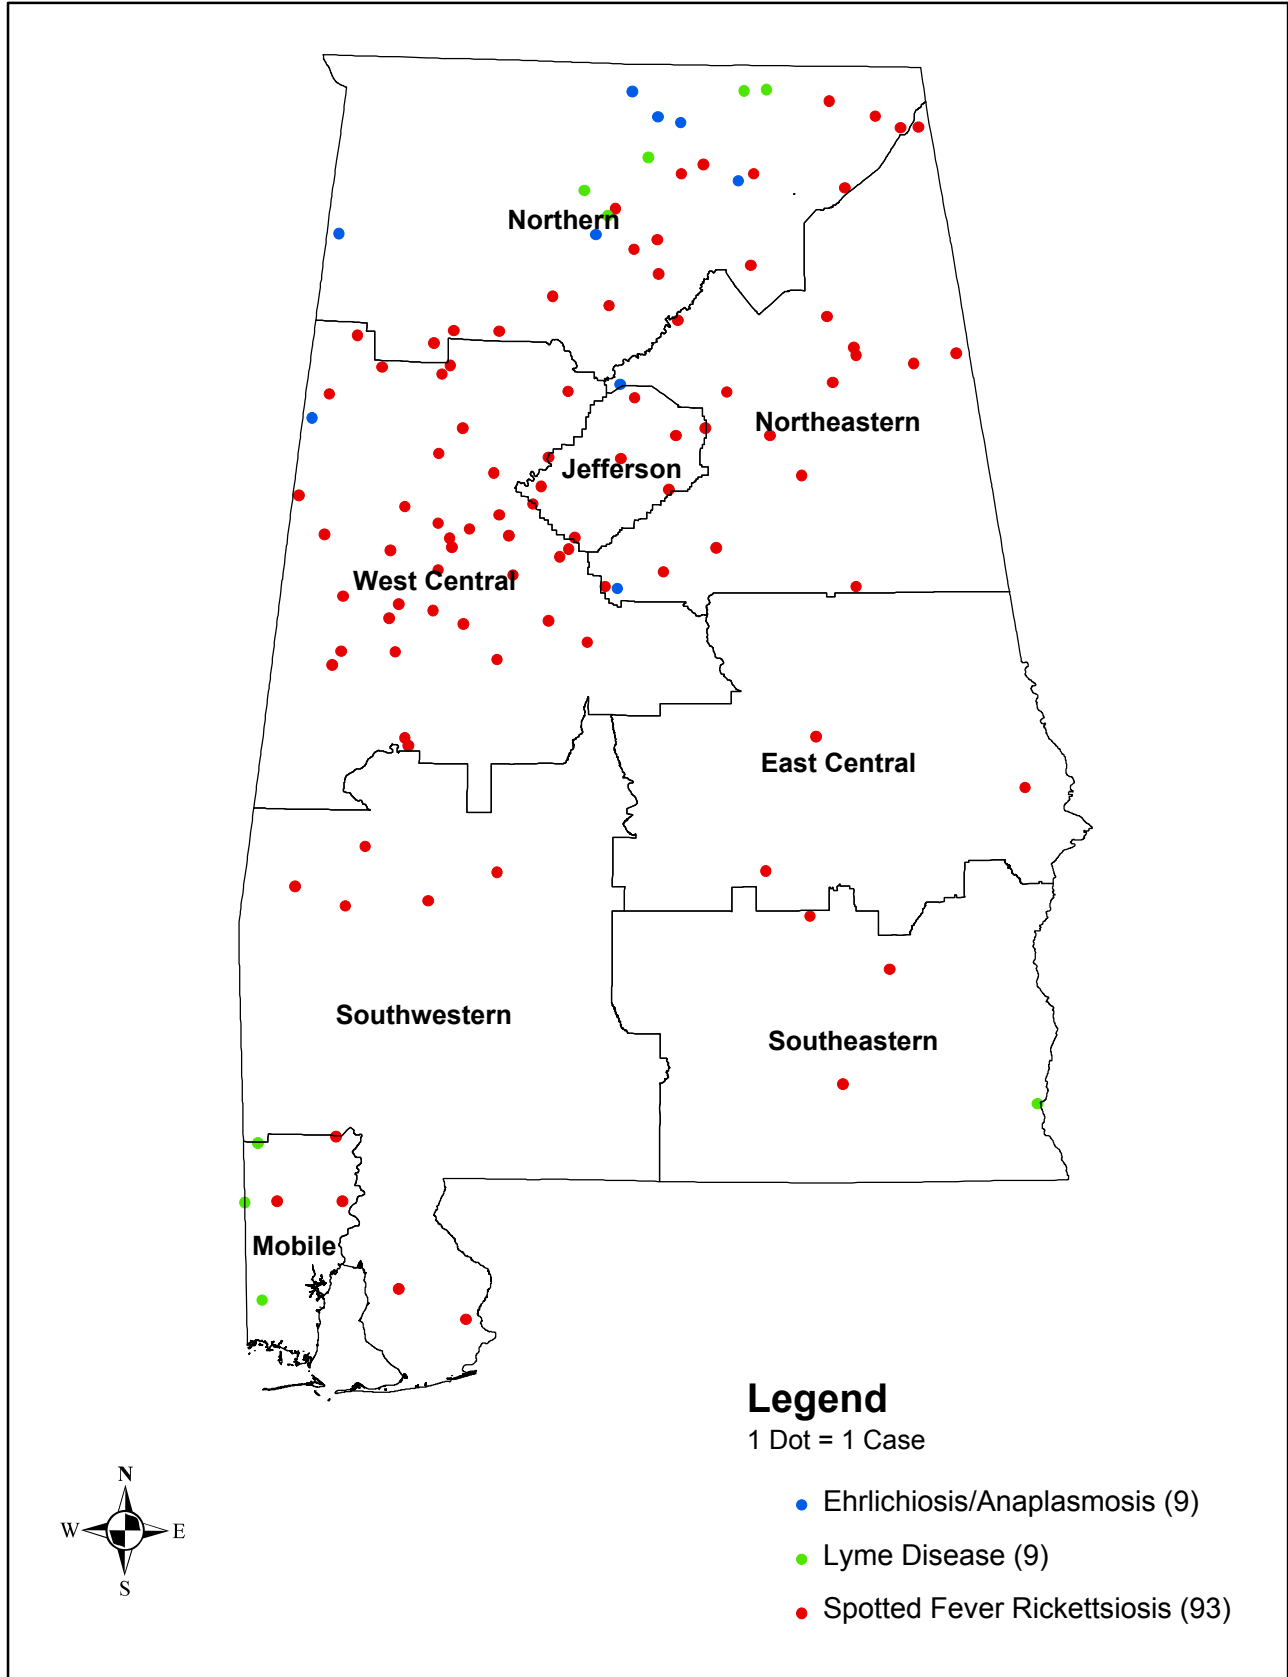 Northern
Northeastern
Jefferson
West Central
East Central
Southwestern
Southeastern
Mobile
Legend
1 Dot = 1 Case
N
W E
S
Ehrlichiosis/Anaplasmosis (9)
Lyme Disease (9)
Spotted Fever Rickettsiosis (93)